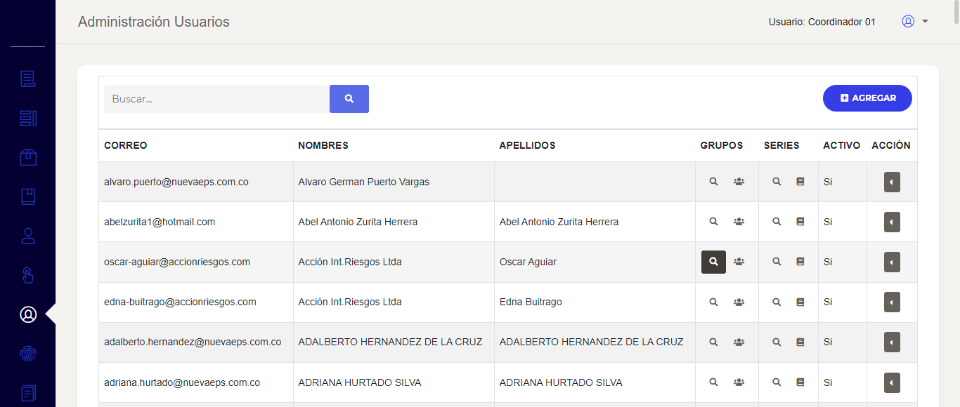 Administración Usuarios
Usuario: Coordinador 01
Buscar...
AGREGAR
CORREO NOMBRES APELLIDOS GRUPOS SERIES ACTIVO ACCIÓN
alvaro.puerto@nuevaeps.com.co Alvaro German Puerto Vargas Si
abelzurita1@hotmail.com Abel Antonio Zurita Herrera Abel Antonio Zurita Herrera Si
oscar-aguiar@accionriesgos.com Acción Int.Riesgos Ltda Oscar Aguiar Si
edna-buitrago@accionriesgos.com Acción Int.Riesgos Ltda Edna Buitrago Si
adalberto.hernandez@nuevaeps.com.co ADALBERTO HERNANDEZ DE LA CRUZ ADALBERTO HERNANDEZ DE LA CRUZ Si
adriana.hurtado@nuevaeps.com.co ADRIANA HURTADO SILVA ADRIANA HURTADO SILVA Si